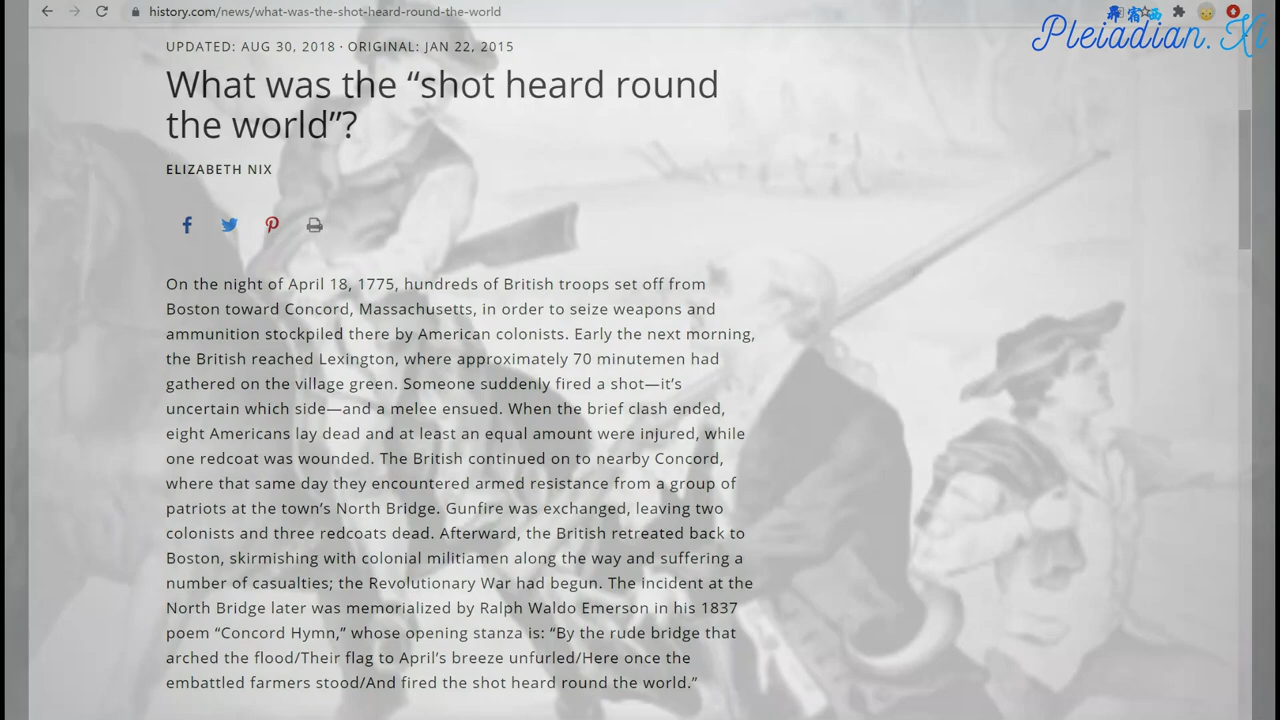 history.com/news/what-was-the-shot-heard-round-the-world
昴宿西
Pleiadian. Xi
UPDATED: AUG 30, 2018 · ORIGINAL: JAN 22, 2015
What was the “shot heard round
the world”?
ELIZABETH NIX
On the night of April 18, 1775, hundreds of British troops set off from
Boston toward Concord, Massachusetts, in order to seize weapons and
ammunition stockpiled there by American colonists. Early the next morning,
the British reached Lexington, where approximately 70 minutemen had
gathered on the village green. Someone suddenly fired a shot—it’s
uncertain which side—and a melee ensued. When the brief clash ended,
eight Americans lay dead and at least an equal amount were injured, while
one redcoat was wounded. The British continued on to nearby Concord,
where that same day they encountered armed resistance from a group of
patriots at the town’s North Bridge. Gunfire was exchanged, leaving two
colonists and three redcoats dead. Afterward, the British retreated back to
Boston, skirmishing with colonial militiamen along the way and suffering a
number of casualties; the Revolutionary War had begun. The incident at the
North Bridge later was memorialized by Ralph Waldo Emerson in his 1837
poem “Concord Hymn,” whose opening stanza is: “By the rude bridge that
arched the flood/Their flag to April’s breeze unfurled/Here once the
embattled farmers stood/And fired the shot heard round the world.”